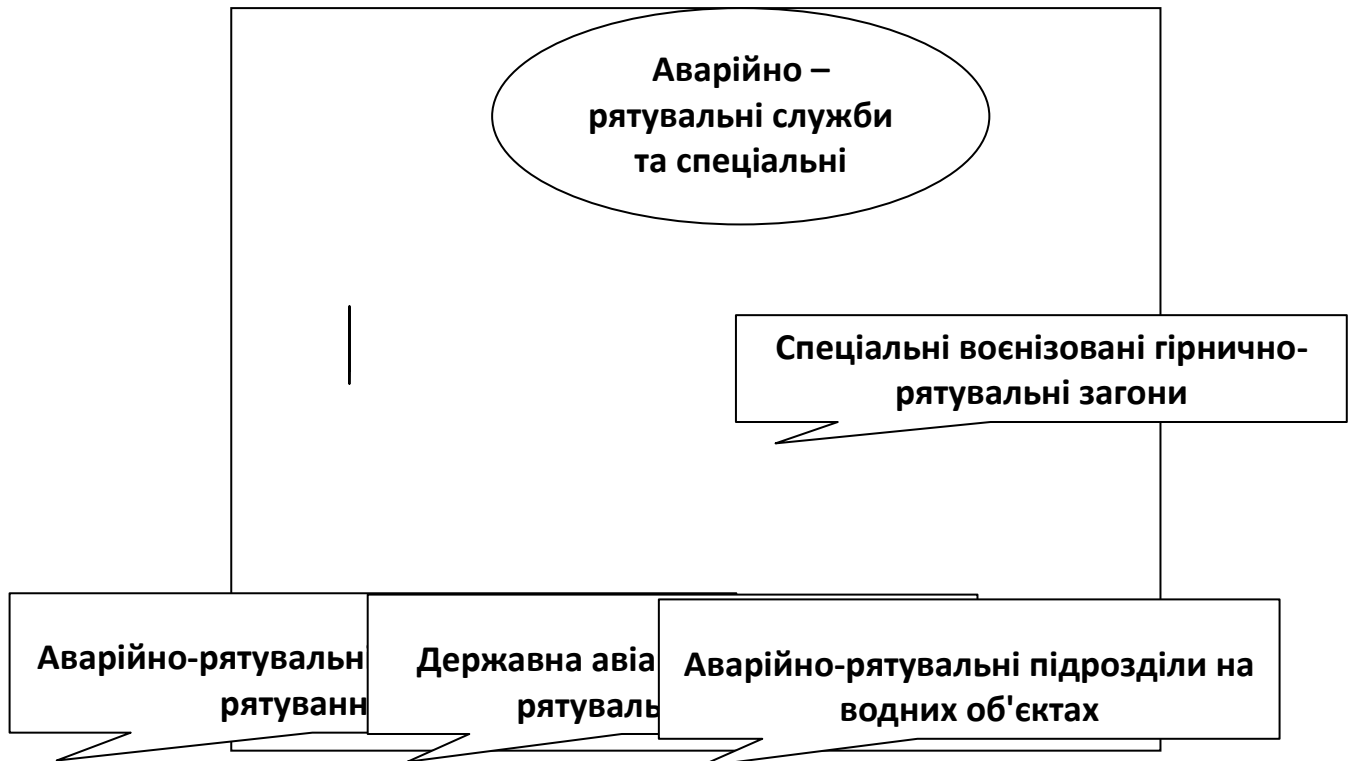 Аварійно –
рятувальні служби
та спеціальні
Спеціальні воєнізовані гірничо-
рятувальні загони
Аварійно-рятувальн
рятуванн
Державна авіа
рятуваль
Аварійно-рятувальні підрозділи на
водних об'єктах